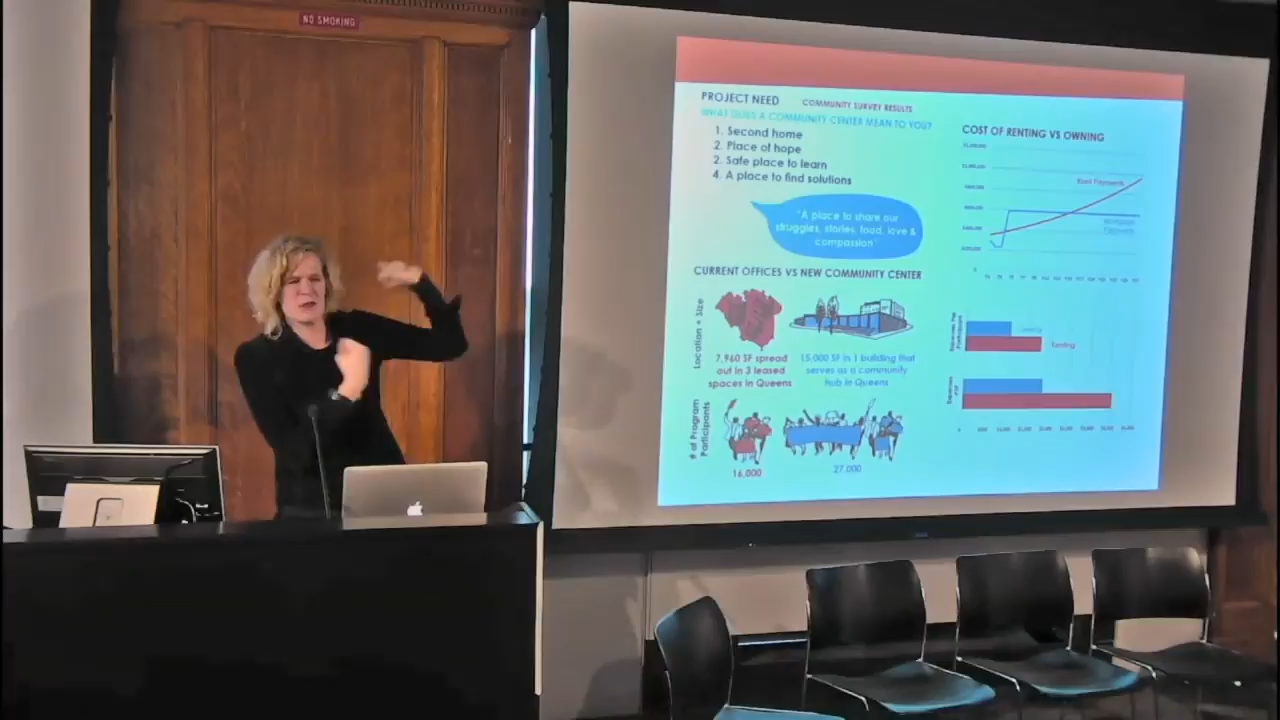 NO SMOKING
PROJECT NEED
COMMUNITY SURVEY RESULTS
WHAT DOES A COMMUNITY CENTER MEAN TO YOU?
1. Second home
2. Place of hope
2. Safe place to learn
4. A place to find solutions
"A place to share our
struggles, stories, food, love &
compassion"
CURRENT OFFICES VS NEW COMMUNITY CENTER
Location + Size
7,960 SF spread
out in 3 leased
spaces in Queens
15,000 SF in 1 building that
serves as a community
hub in Queens
# of Program
Participants
16,000
27,000
COST OF RENTING VS OWNING
Rent Payments
Renting